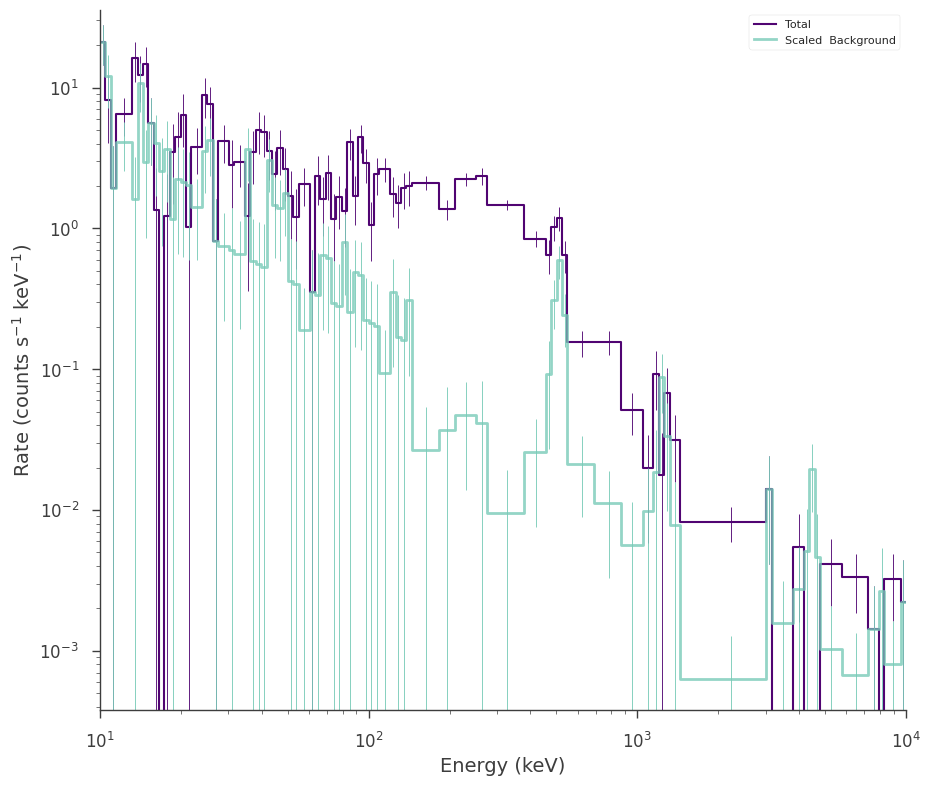 Total
Scaled  Background
10¹
10⁰
10⁻¹
10⁻²
10⁻³
Rate (counts s⁻¹ keV⁻¹)
10¹ 10² 10³ 10⁴
Energy (keV)